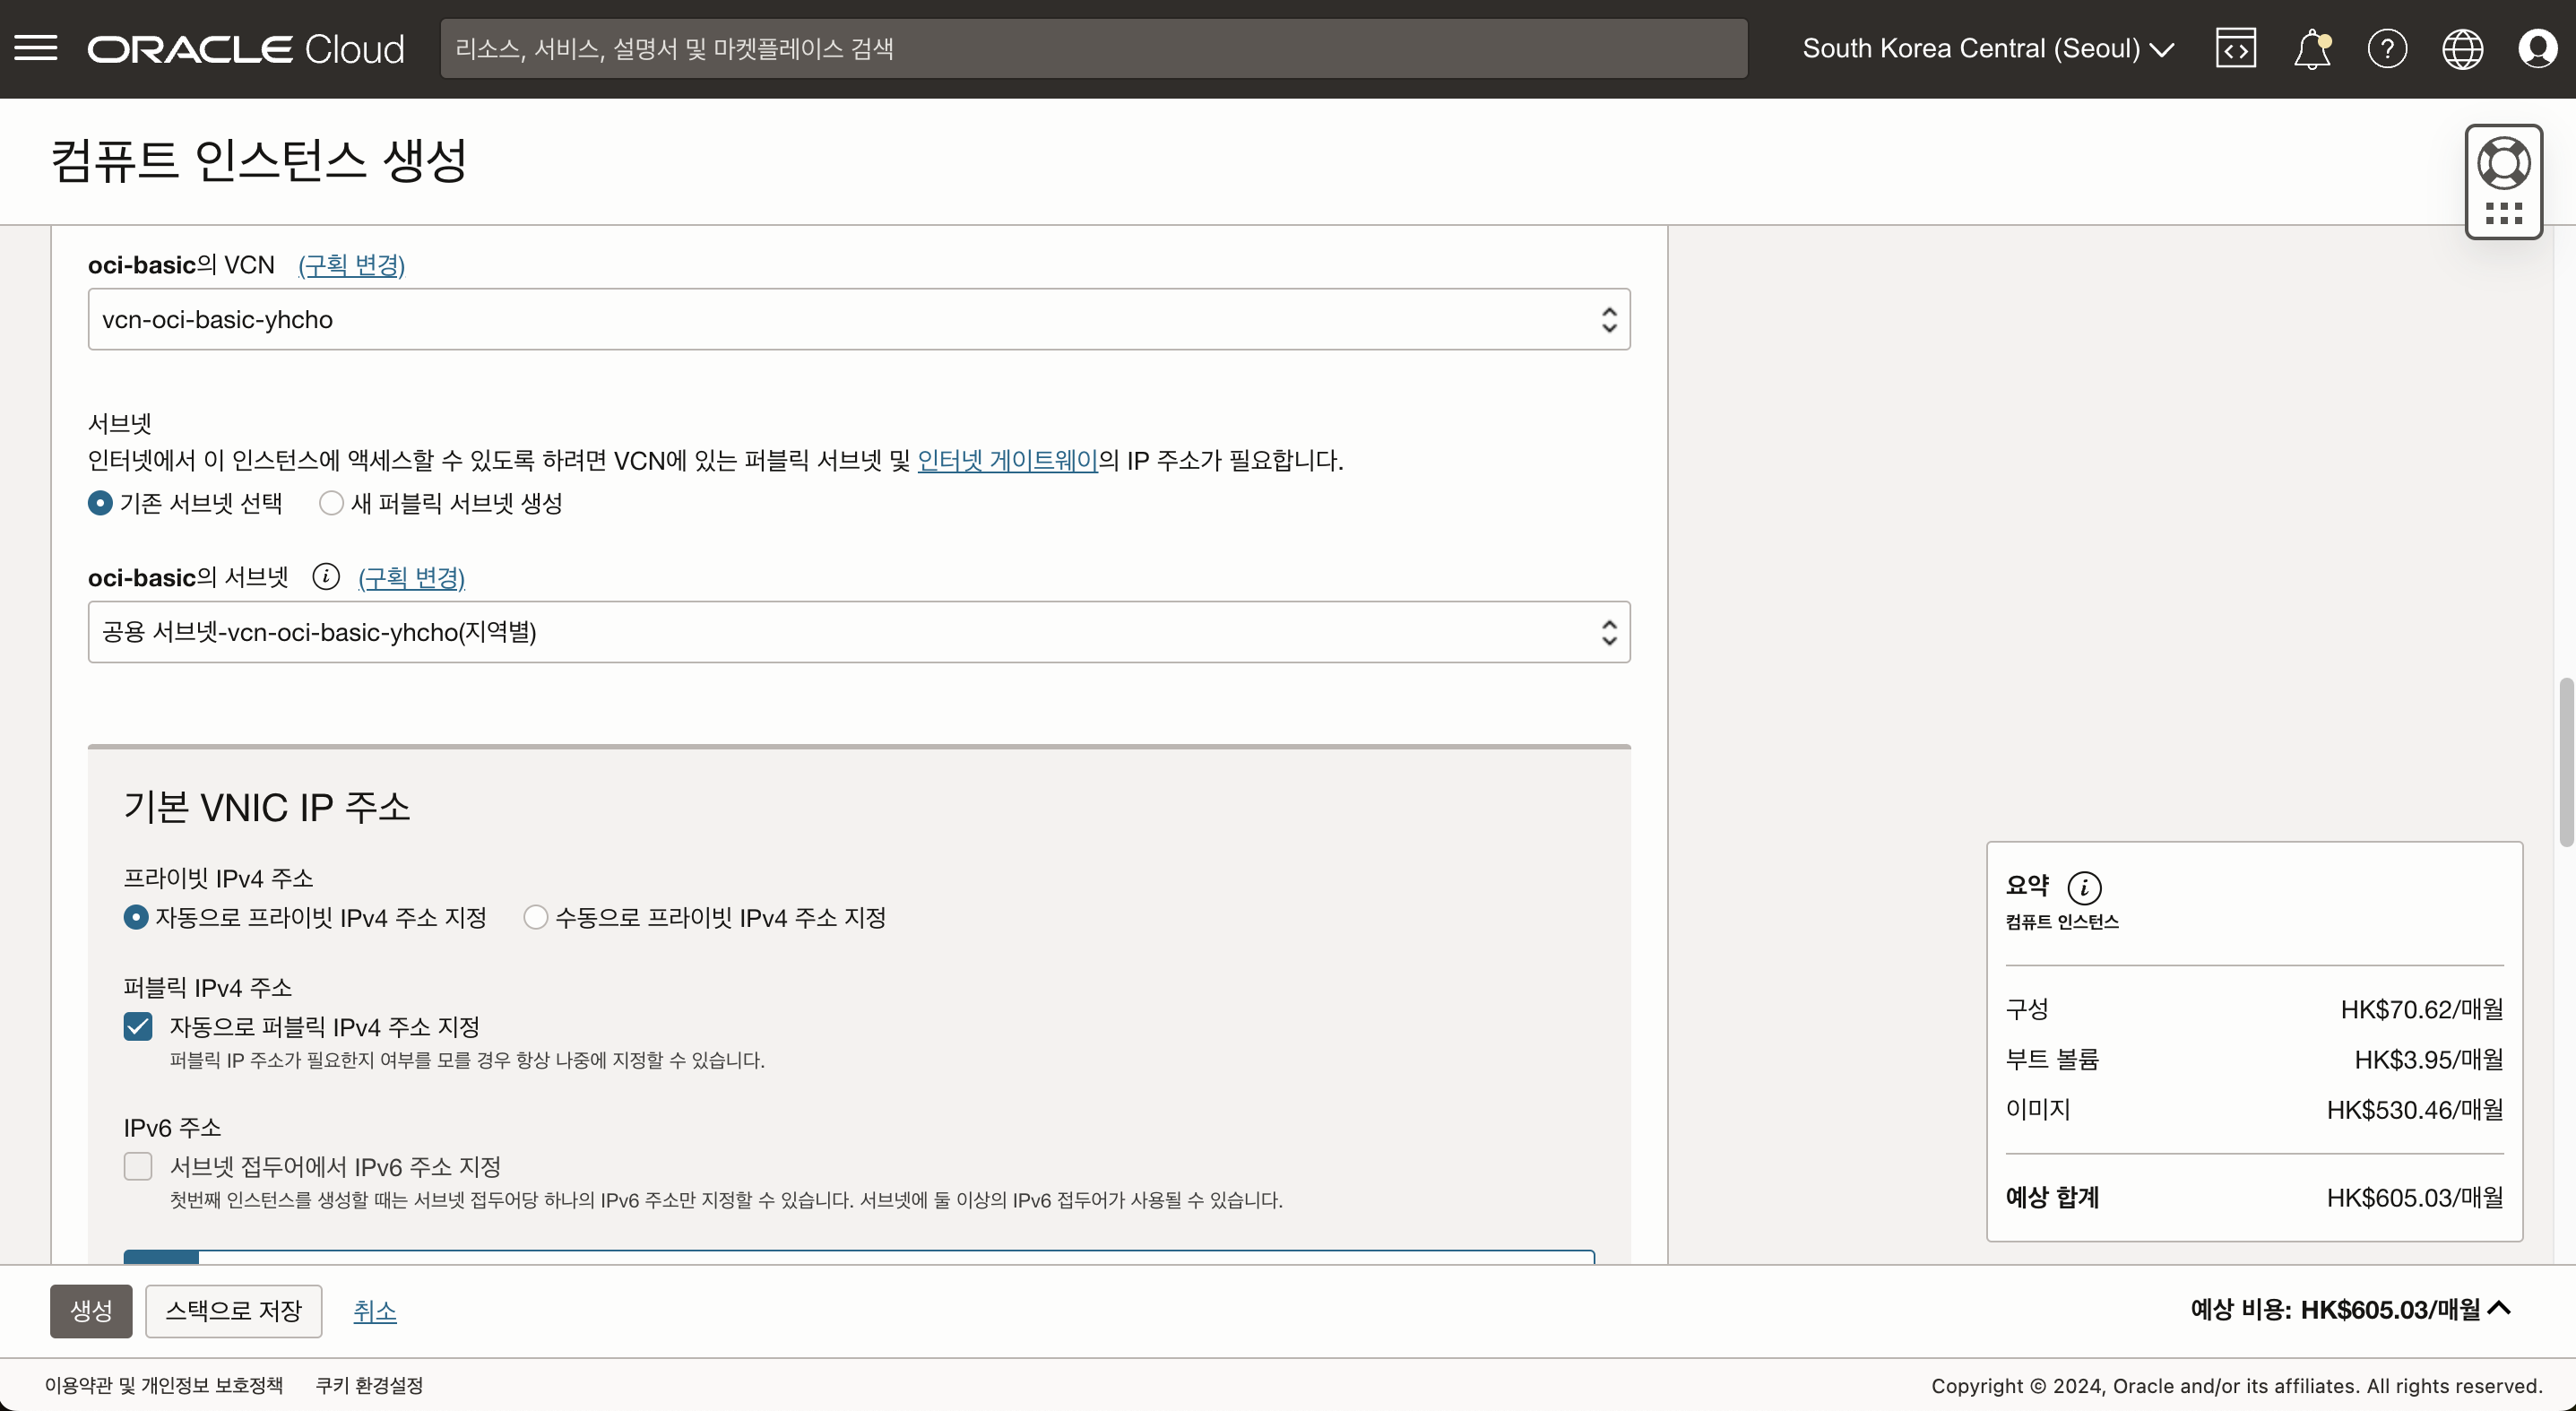 ORACLE Cloud
리소스, 서비스, 설명서 및 마켓플레이스 검색
South Korea Central (Seoul)
컴퓨트 인스턴스 생성
oci-basic의 VCN (구획 변경)
vcn-oci-basic-yhcho
서브넷
인터넷에서 이 인스턴스에 액세스할 수 있도록 하려면 VCN에 있는 퍼블릭 서브넷 및 인터넷 게이트웨이의 IP 주소가 필요합니다.
기존 서브넷 선택 새 퍼블릭 서브넷 생성
oci-basic의 서브넷 (구획 변경)
공용 서브넷-vcn-oci-basic-yhcho(지역별)
기본 VNIC IP 주소
프라이빗 IPv4 주소
자동으로 프라이빗 IPv4 주소 지정 수동으로 프라이빗 IPv4 주소 지정
퍼블릭 IPv4 주소
자동으로 퍼블릭 IPv4 주소 지정
퍼블릭 IP 주소가 필요한지 여부를 모를 경우 항상 나중에 지정할 수 있습니다.
IPv6 주소
서브넷 접두어에서 IPv6 주소 지정
첫번째 인스턴스를 생성할 때는 서브넷 접두어당 하나의 IPv6 주소만 지정할 수 있습니다. 서브넷에 둘 이상의 IPv6 접두어가 사용될 수 있습니다.
요약
컴퓨트 인스턴스
구성 HK$70.62/매월
부트 볼륨 HK$3.95/매월
이미지 HK$530.46/매월
예상 합계 HK$605.03/매월
생성 스택으로 저장 취소
예상 비용: HK$605.03/매월
이용약관 및 개인정보 보호정책 쿠키 환경설정
Copyright © 2024, Oracle and/or its affiliates. All rights reserved.